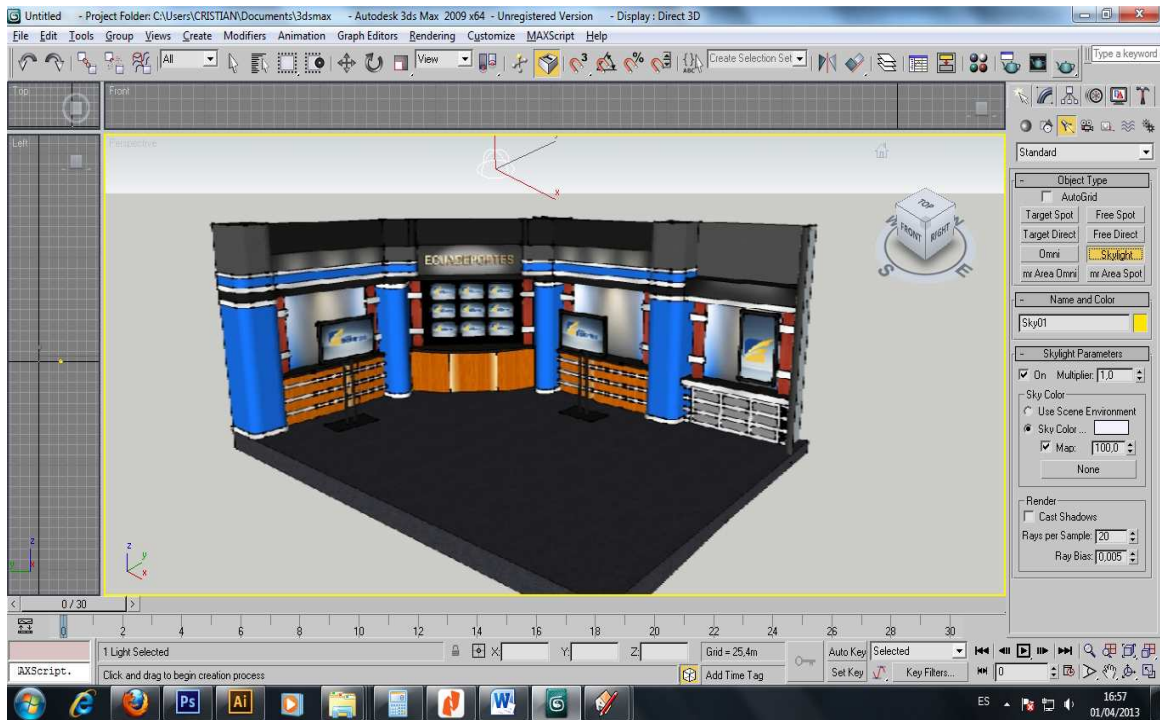 Untitled - Project Folder: C:\Users\CRISTIAN\Documents\3dsmax - Autodesk 3ds Max 2009 x64 - Unregistered Version - Display : Direct 3D
File Edit Tools Group Views Create Modifiers Animation Graph Editors Rendering Customize MAXScript Help
All
View
Create Selection Set
Type a keyword
Top
Front
Left
Perspective
x
TOP
FRONT
RIGHT
N
S
E
ECUADEPORTES
z
y
x
z
y
x
Standard
Object Type
AutoGrid
Target Spot Free Spot
Target Direct Free Direct
Omni Skylight
mr Area Omni mr Area Spot
Name and Color
Sky01
Skylight Parameters
On Multiplier: 1,0
Sky Color
Use Scene Environment
Sky Color ...
Map: 100,0
None
Render
Cast Shadows
Rays per Sample: 20
Ray Bias: 0,005
0 / 30
0 2 4 6 8 10 12 14 16 18 20 22 24 26 28 30
1 Light Selected X: Y: Z: Grid = 25,4m Auto Key Selected
AXScript. Click and drag to begin creation process Add Time Tag Set Key Key Filters... 0
Ps Ai W
ES 16:57
01/04/2013